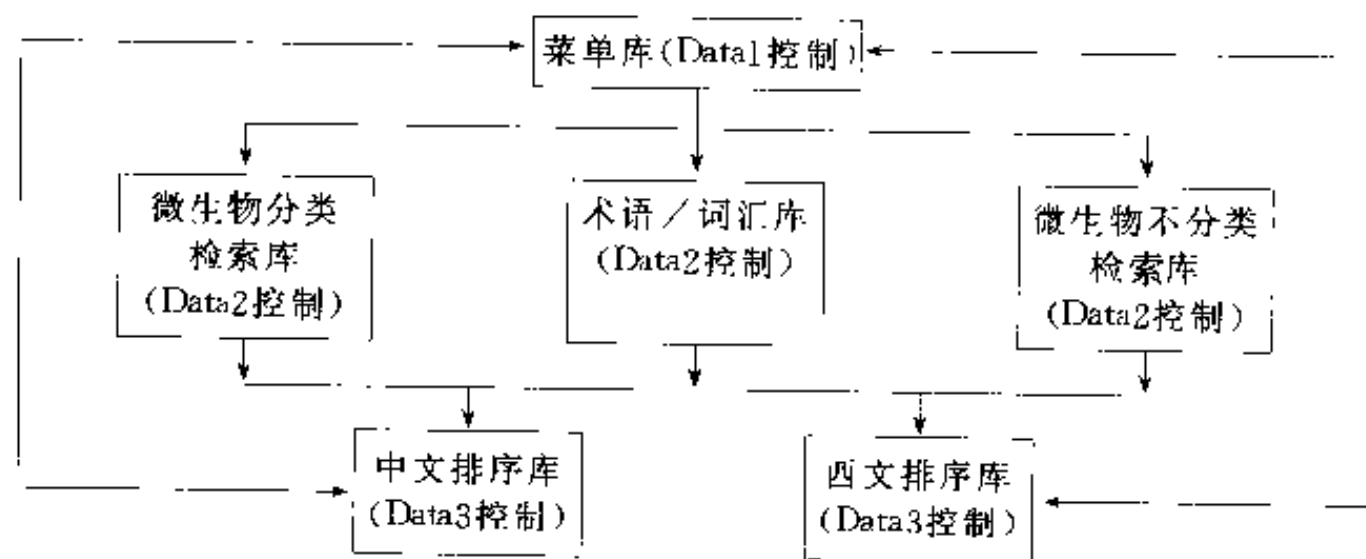 菜单库(Data1控制)
微生物分类
检索库
(Data2控制)
术语/词汇库
(Data2控制)
微生物不分类
检索库
(Data2控制)
中文排序库
(Data3控制)
西文排序库
(Data3控制)